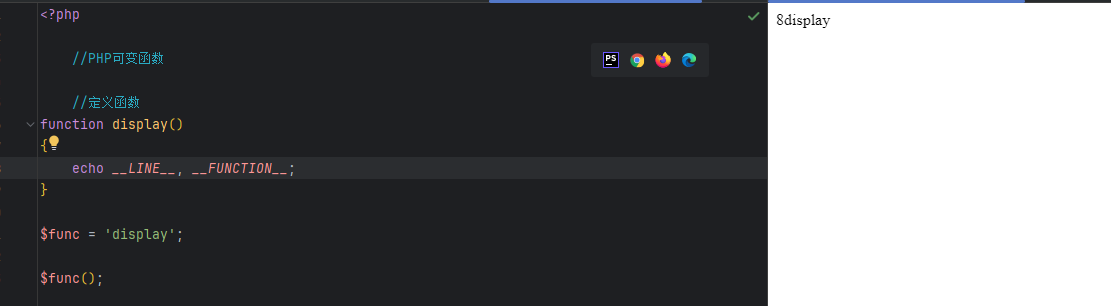 <?php
//PHP可变函数
PS
//定义函数
function display()
{
echo __LINE__, __FUNCTION__;
}
$func = 'display';
$func();
8display